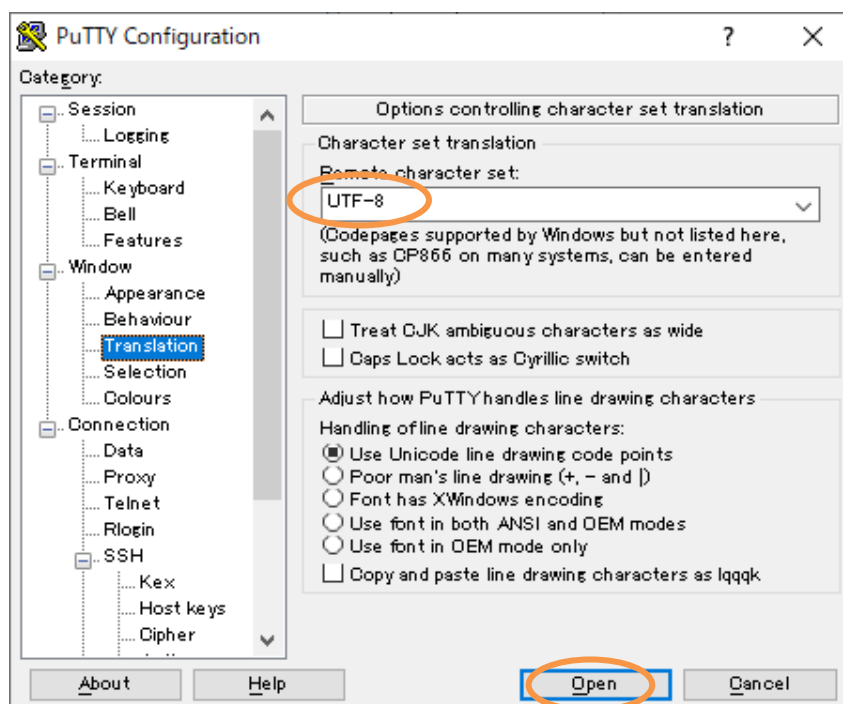 PuTTY Configuration
?
Category:
Session
Logging
Terminal
Keyboard
Bell
Features
Window
Appearance
Behaviour
Translation
Selection
Colours
Connection
Data
Proxy
Telnet
Rlogin
SSH
Kex
Host keys
Cipher
Options controlling character set translation
Character set translation
Remote character set:
UTF-8
(Codepages supported by Windows but not listed here,
such as CP866 on many systems, can be entered
manually)
Treat CJK ambiguous characters as wide
Caps Lock acts as Cyrillic switch
Adjust how PuTTY handles line drawing characters
Handling of line drawing characters:
Use Unicode line drawing code points
Poor man's line drawing (+, - and |)
Font has XWindows encoding
Use font in both ANSI and OEM modes
Use font in OEM mode only
Copy and paste line drawing characters as lqqqk
About
Help
Open
Cancel